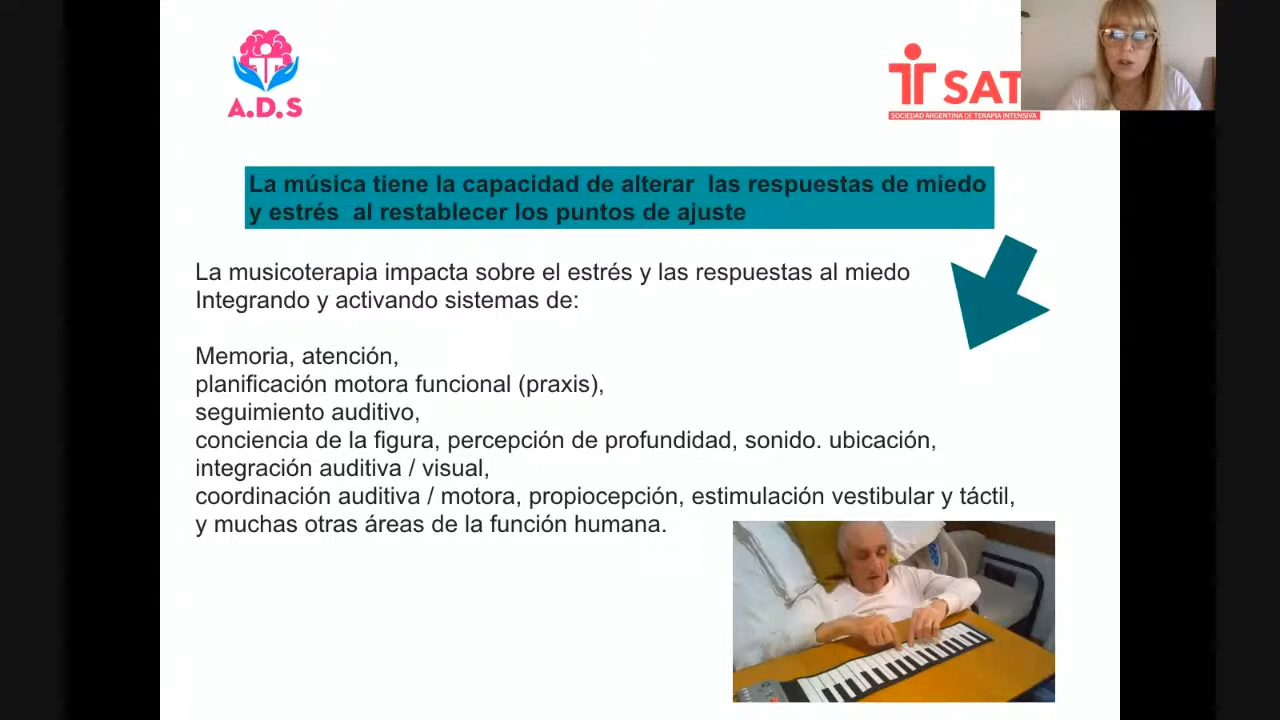 A.D.S
SAT
SOCIEDAD ARGENTINA DE TERAPIA INTENSIVA
La música tiene la capacidad de alterar las respuestas de miedo
y estrés al restablecer los puntos de ajuste
La musicoterapia impacta sobre el estrés y las respuestas al miedo
Integrando y activando sistemas de:
Memoria, atención,
planificación motora funcional (praxis),
seguimiento auditivo,
conciencia de la figura, percepción de profundidad, sonido. ubicación,
integración auditiva / visual,
coordinación auditiva / motora, propiocepción, estimulación vestibular y táctil,
y muchas otras áreas de la función humana.